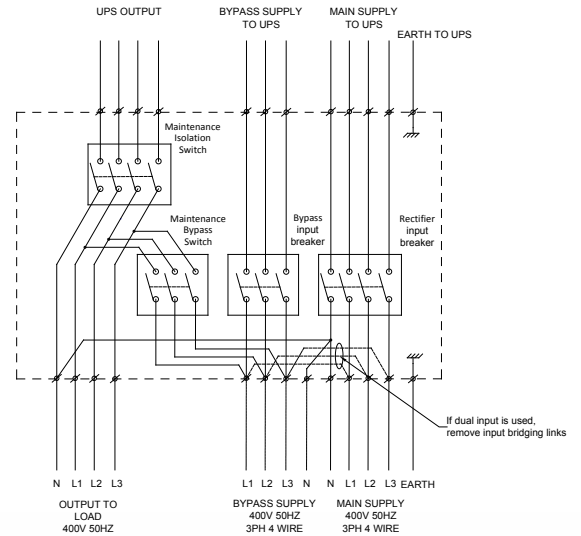 UPS OUTPUT
BYPASS SUPPLY
TO UPS
MAIN SUPPLY
TO UPS
EARTH TO UPS
Maintenance
Isolation
Switch
Maintenance
Bypass
Switch
Bypass
input
breaker
Rectifier
input
breaker
If dual input is used,
remove input bridging links
N L1 L2 L3 L1 L2 L3 N N L1 L2 L3 EARTH
OUTPUT TO
LOAD
400V 50HZ
BYPASS SUPPLY
400V 50HZ
3PH 4 WIRE
MAIN SUPPLY
400V 50HZ
3PH 4 WIRE